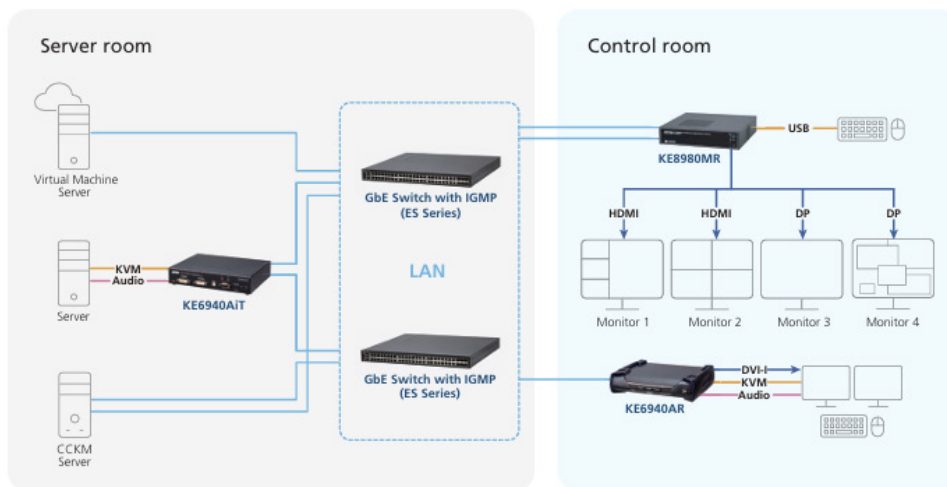 Server room
Control room
Virtual Machine
Server
GbE Switch with IGMP
(ES Series)
LAN
KVM
Audio
Server
KE6940AiT
GbE Switch with IGMP
(ES Series)
CCKM
Server
KE8980MR
USB
HDMI
HDMI
DP
DP
Monitor 1
Monitor 2
Monitor 3
Monitor 4
KE6940AR
DVI-I
KVM
Audio